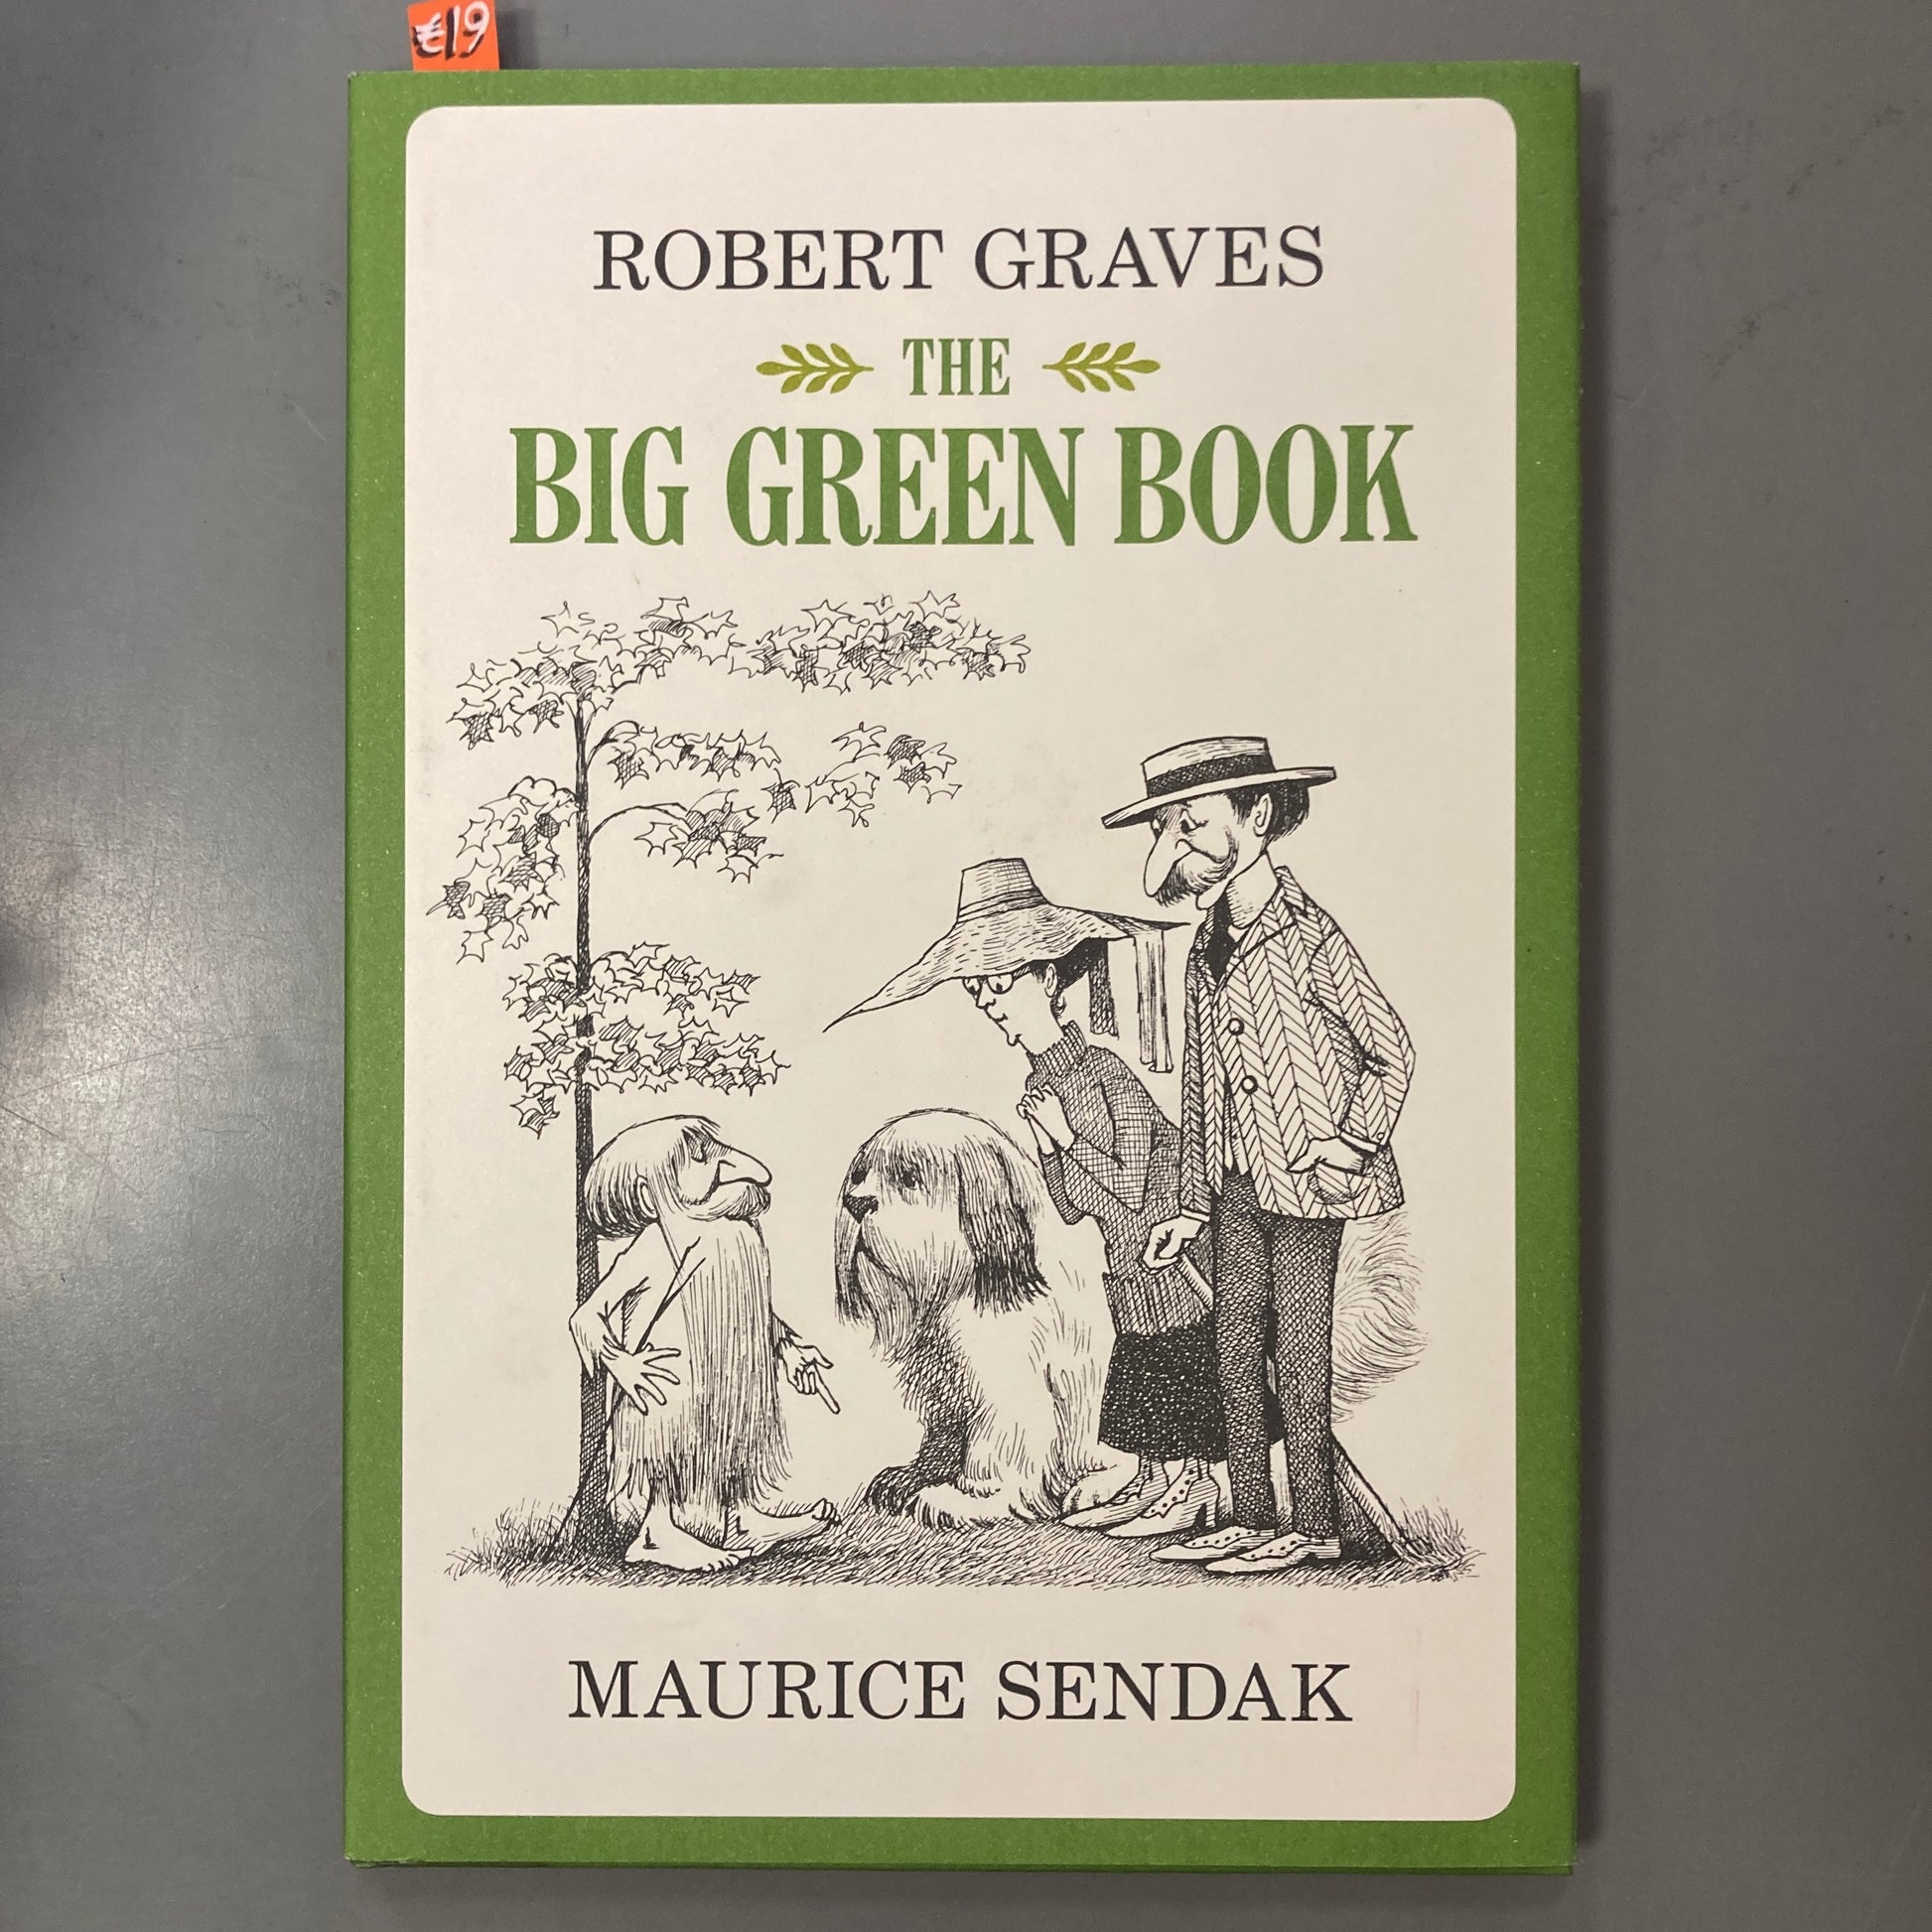 €19
ROBERT GRAVES
THE
BIG GREEN BOOK
MAURICE SENDAK